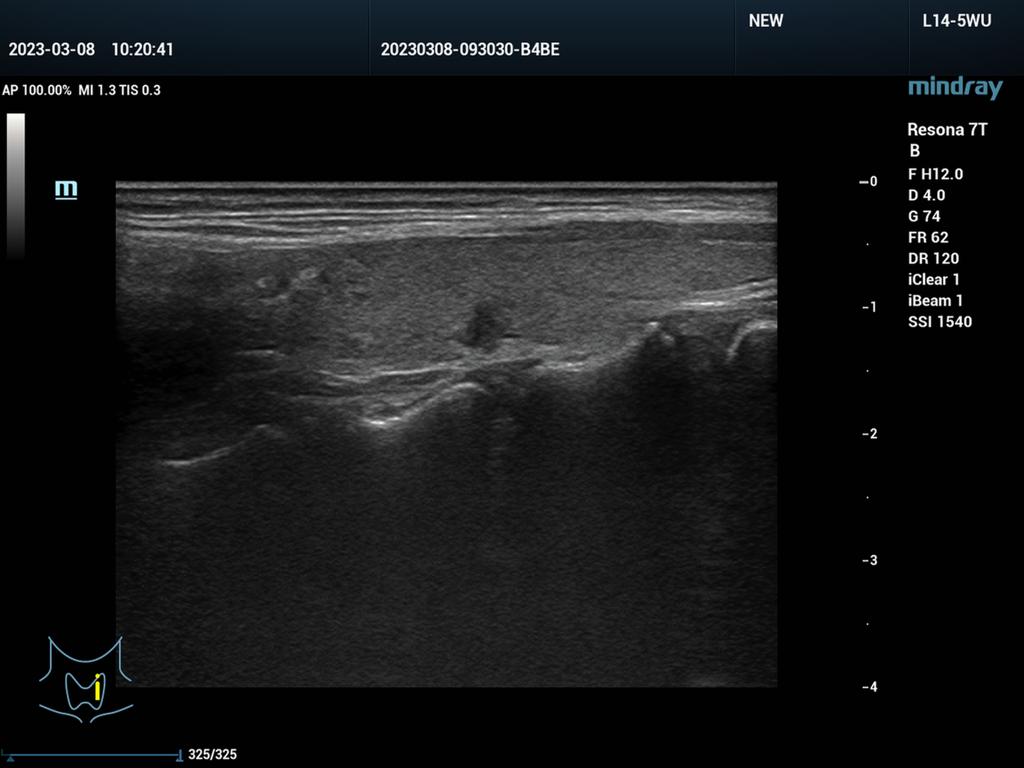 NEW
L14-5WU
2023-03-08 10:20:41
20230308-093030-B4BE
AP 100.00% MI 1.3 TIS 0.3
mindray
Resona 7T
B
F H12.0
D 4.0
G 74
FR 62
DR 120
iClear 1
iBeam 1
SSI 1540
m
0
-1
-2
-3
-4
325/325